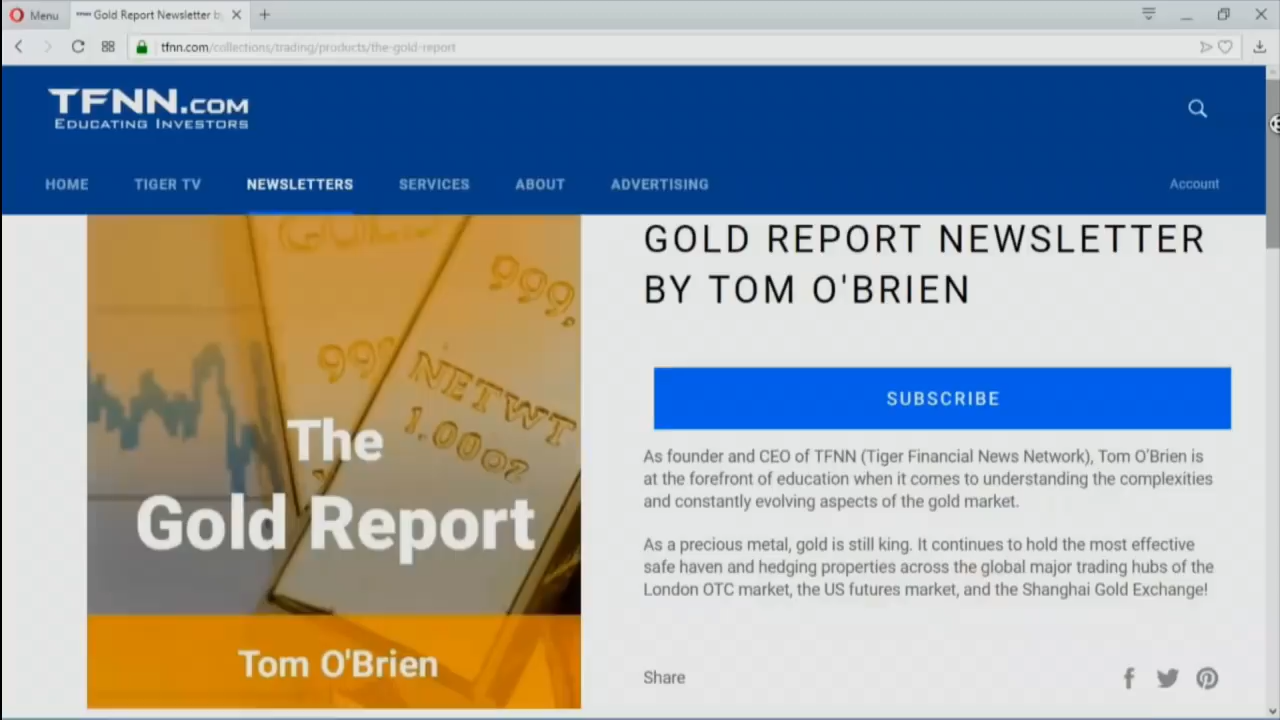 Menu
Gold Report Newsletter b
tfnn.com/collections/trading/products/the-gold-report
TFNN.COM
EDUCATING INVESTORS
HOME TIGER TV NEWSLETTERS SERVICES ABOUT ADVERTISING Account
GOLD
999
999,
NETWT
1.00oz
The
Gold Report
Tom O'Brien
GOLD REPORT NEWSLETTER
BY TOM O'BRIEN
SUBSCRIBE
As founder and CEO of TFNN (Tiger Financial News Network), Tom O'Brien is
at the forefront of education when it comes to understanding the complexities
and constantly evolving aspects of the gold market.
As a precious metal, gold is still king. It continues to hold the most effective
safe haven and hedging properties across the global major trading hubs of the
London OTC market, the US futures market, and the Shanghai Gold Exchange!
Share